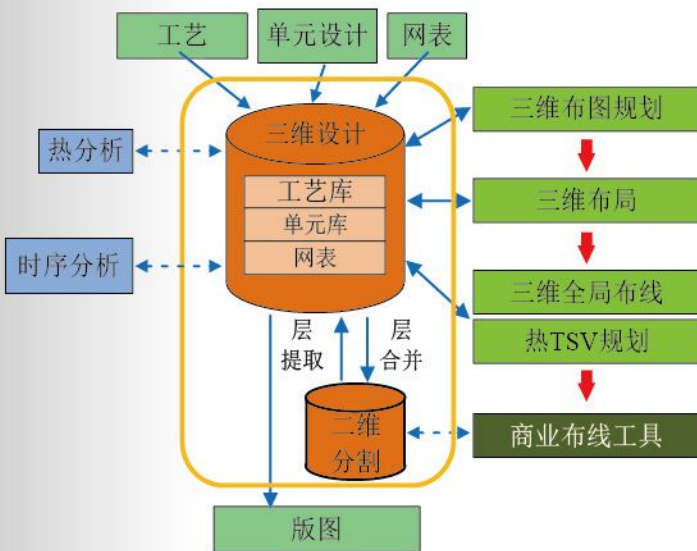 工艺
单元设计
网表
三维设计
工艺库
单元库
网表
热分析
时序分析
层
提取
层
合并
二维
分割
版图
三维布图规划
三维布局
三维全局布线
热TSV规划
商业布线工具